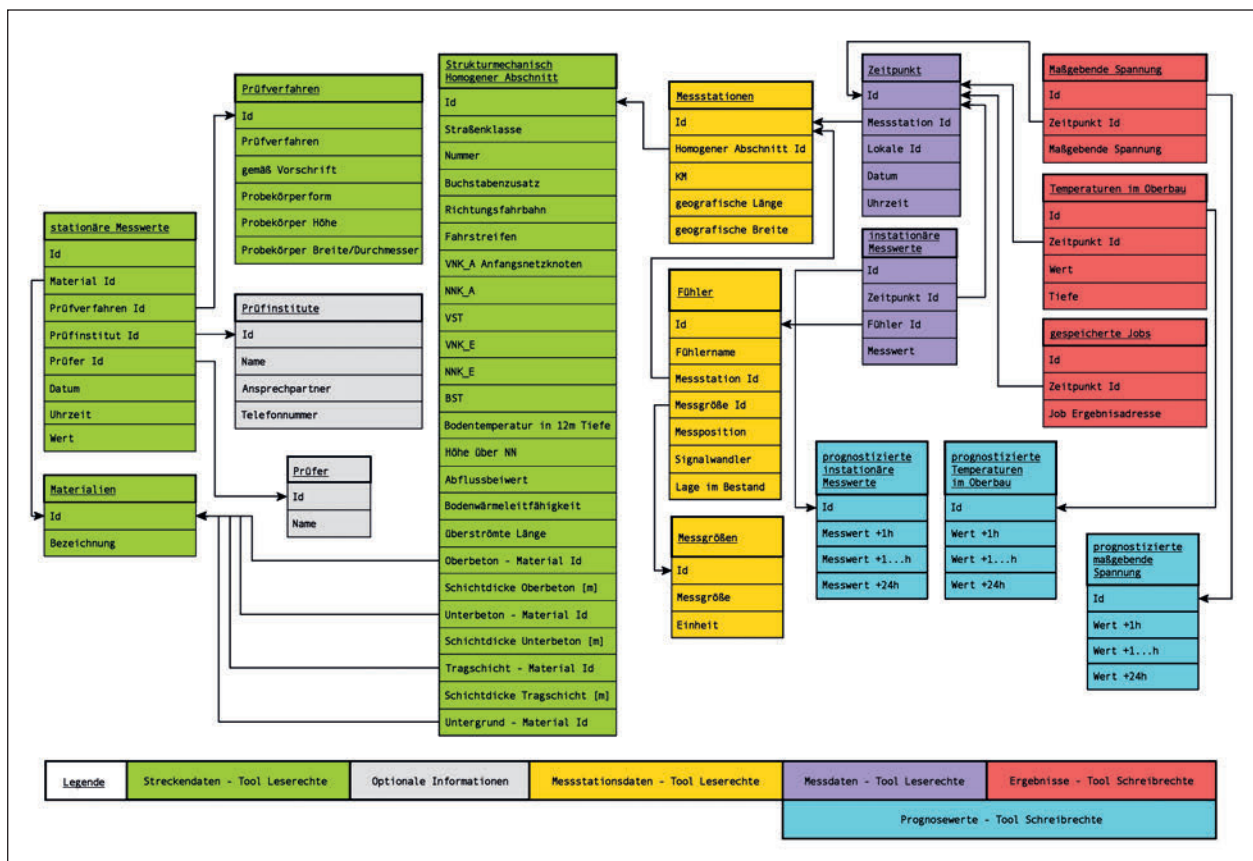 Prüfverfahren
Id
Prüfverfahren
gemäß Vorschrift
Probekörperform
Probekörper Höhe
Probekörper Breite/Durchmesser
stationäre Messwerte
Id
Material Id
Prüfverfahren Id
Prüfinstitut Id
Prüfer Id
Datum
Uhrzeit
Wert
Prüfinstitute
Id
Name
Ansprechpartner
Telefonnummer
Prüfer
Id
Name
Materialien
Id
Bezeichnung
Strukturmechanisch
Homogener Abschnitt
Id
Straßenklasse
Nummer
Buchstabenzusatz
Richtungsfahrbahn
Fahrstreifen
VNK_A Anfangsnetzknoten
NNK_A
VST
VNK_E
NNK_E
BST
Bodentemperatur in 12m Tiefe
Höhe über NN
Abflussbeiwert
Bodenwärmeleitfähigkeit
überströmte Länge
Oberbeton - Material Id
Schichtdicke Oberbeton [m]
Unterbeton - Material Id
Schichtdicke Unterbeton [m]
Tragschicht - Material Id
Schichtdicke Tragschicht [m]
Untergrund - Material Id
Messstationen
Id
Homogener Abschnitt Id
KM
geografische Länge
geografische Breite
Fühler
Id
Fühlername
Messstation Id
Messgröße Id
Messposition
Signalwandler
Lage im Bestand
Messgrößen
Id
Messgröße
Einheit
Zeitpunkt
Id
Messstation Id
Lokale Id
Datum
Uhrzeit
instationäre
Messwerte
Id
Zeitpunkt Id
Fühler Id
Messwert
Maßgebende Spannung
Id
Zeitpunkt Id
Maßgebende Spannung
Temperaturen im Oberbau
Id
Zeitpunkt Id
Wert
Tiefe
gespeicherte Jobs
Id
Zeitpunkt Id
Job Ergebnisadresse
prognostizierte
instationäre
Messwerte
Id
Messwert +1h
Messwert +1...h
Messwert +24h
prognostizierte
Temperaturen
im Oberbau
Id
Wert +1h
Wert +1...h
Wert +24h
prognostizierte
maßgebende
Spannung
Id
Wert +1h
Wert +1...h
Wert +24h
Legende
Streckendaten - Tool Leserechte
Optionale Informationen
Messstationsdaten - Tool Leserechte
Messdaten - Tool Leserechte
Ergebnisse - Tool Schreibrechte
Prognosewerte - Tool Schreibrechte